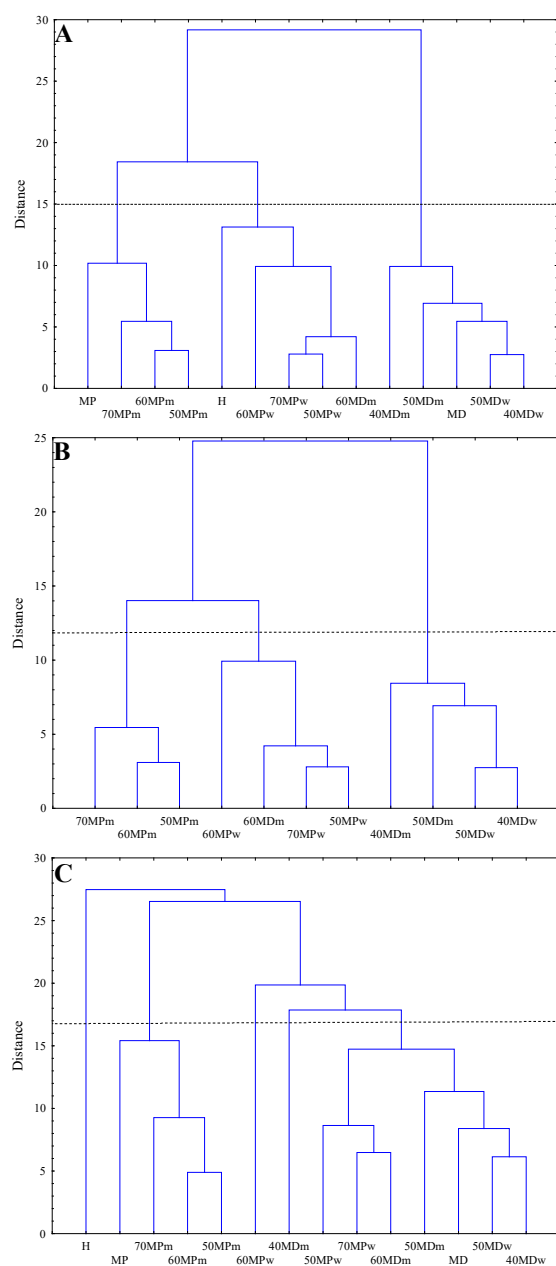 A
30
25
20
15
10
5
0
Distance
MP 60MPm H 70MPw 60MDm 50MDm 50MDw
70MPm 50MPm 60MPw 50MPw 40MDm MD 40MDw
B
25
20
15
10
5
0
Distance
70MPm 50MPm 60MDm 50MPw 50MDm 40MDw
60MPm 60MPw 70MPw 40MDm 50MDw
C
30
25
20
15
10
5
0
Distance
H 70MPm 50MPm 40MDm 70MPw 50MDm 50MDw
MP 60MPm 60MPw 50MPw 60MDm MD 40MDw